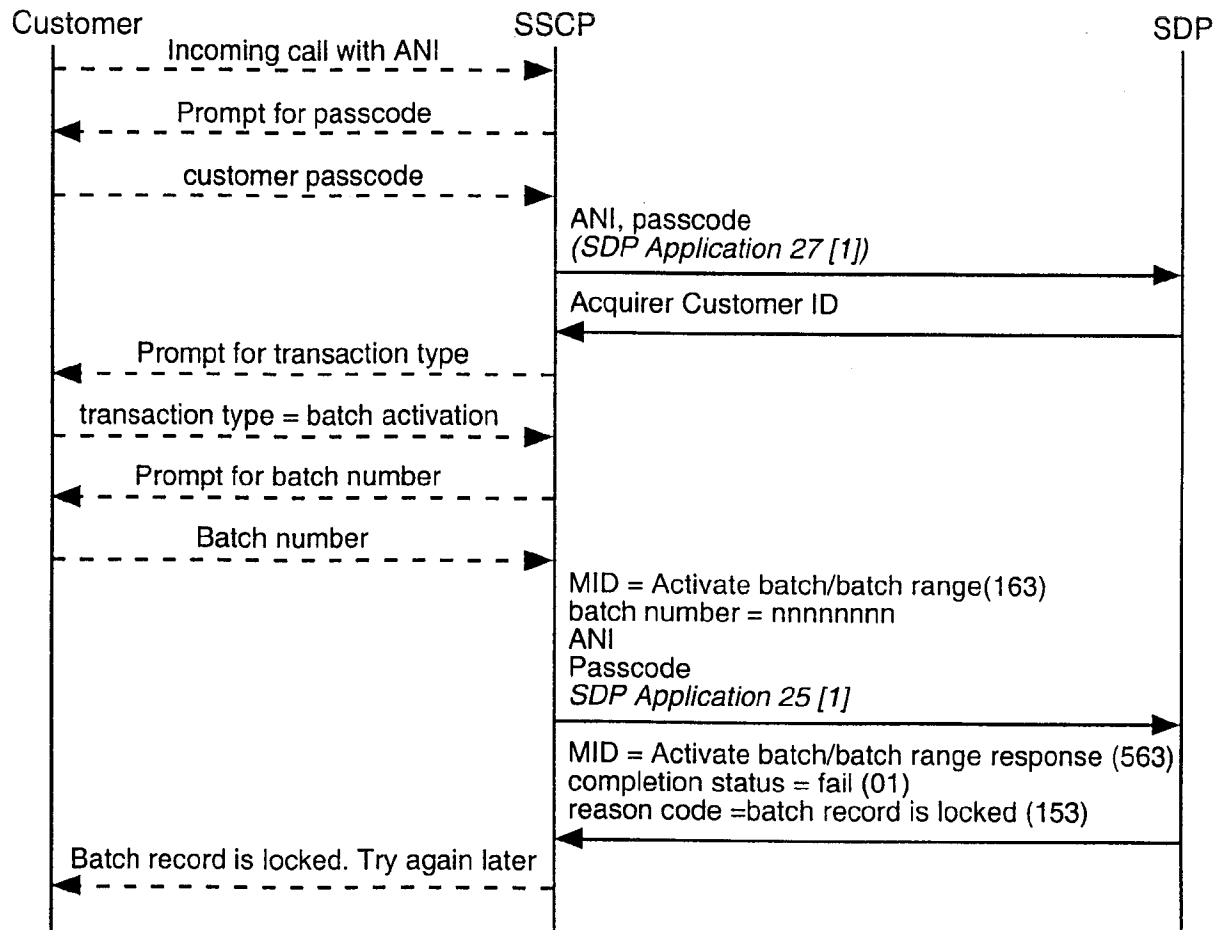 Customer
SSCP
SDP
Incoming call with ANI
Prompt for passcode
customer passcode
ANI, passcode
(SDP Application 27 [1])
Acquirer Customer ID
Prompt for transaction type
transaction type = batch activation
Prompt for batch number
Batch number
MID = Activate batch/batch range(163)
batch number = nnnnnnnnn
ANI
Passcode
SDP Application 25 [1]
MID = Activate batch/batch range response (563)
completion status = fail (01)
reason code =batch record is locked (153)
Batch record is locked. Try again later